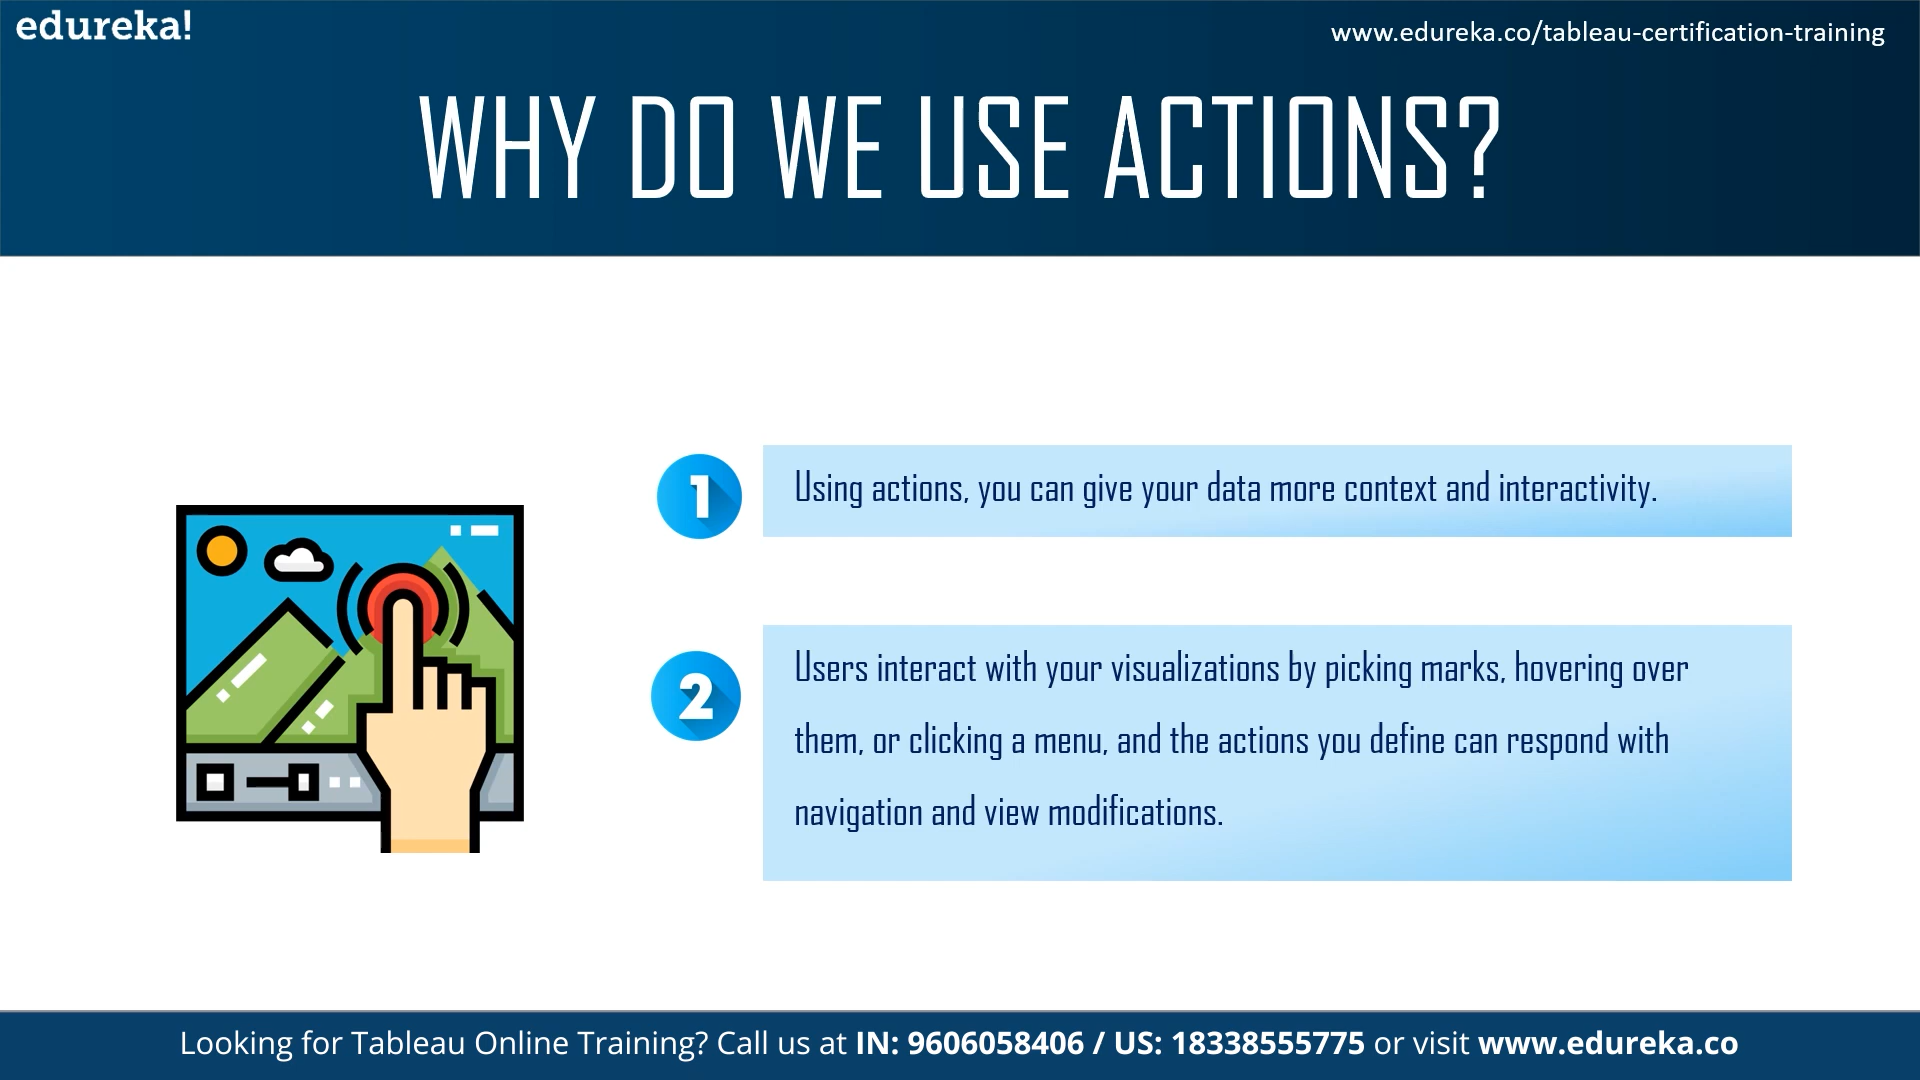 edureka!
www.edureka.co/tableau-certification-training
WHY DO WE USE ACTIONS?
1
Using actions, you can give your data more context and interactivity.
2
Users interact with your visualizations by picking marks, hovering over
them, or clicking a menu, and the actions you define can respond with
navigation and view modifications.
Looking for Tableau Online Training? Call us at IN: 9606058406 / US: 18338555775 or visit www.edureka.co